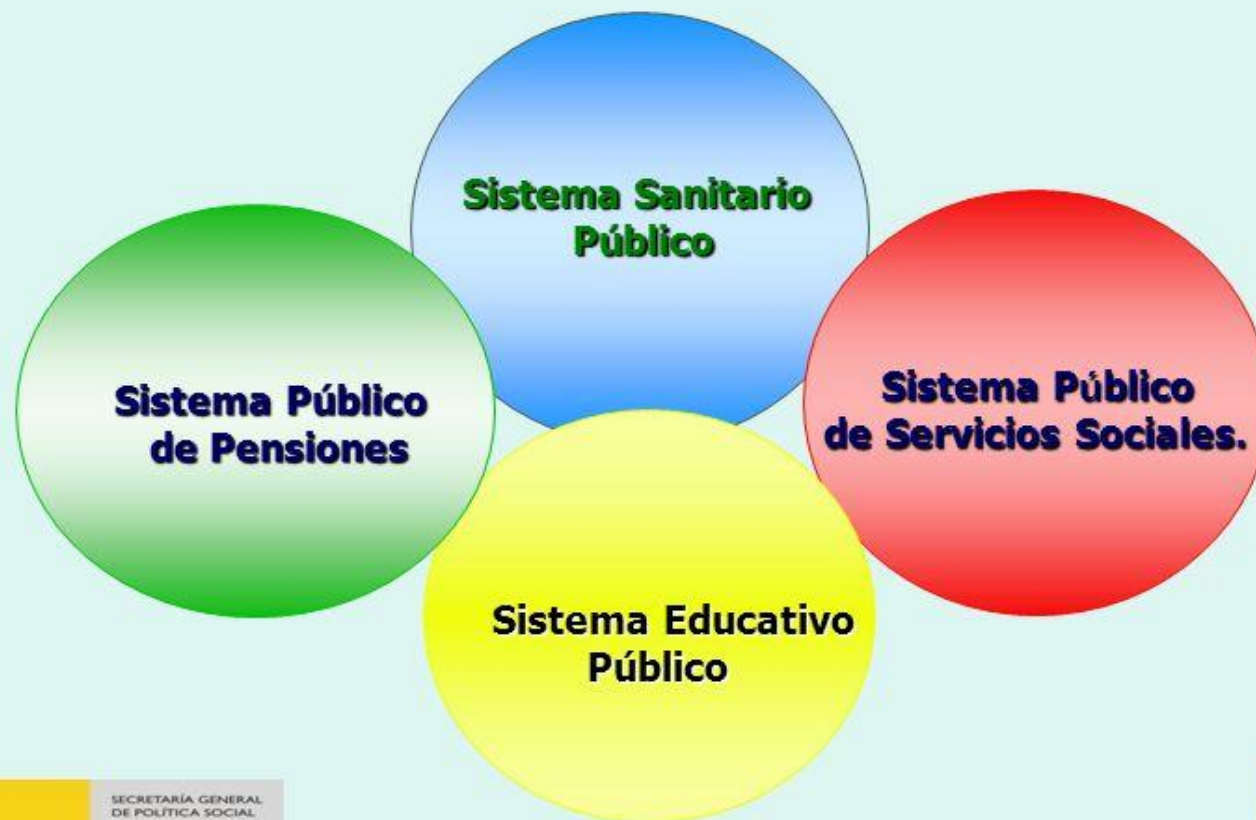 Sistema Sanitario
Público
Sistema Público
de Pensiones
Sistema Público
de Servicios Sociales.
Sistema Educativo
Público
SECRETARÍA GENERAL
DE POLÍTICA SOCIAL